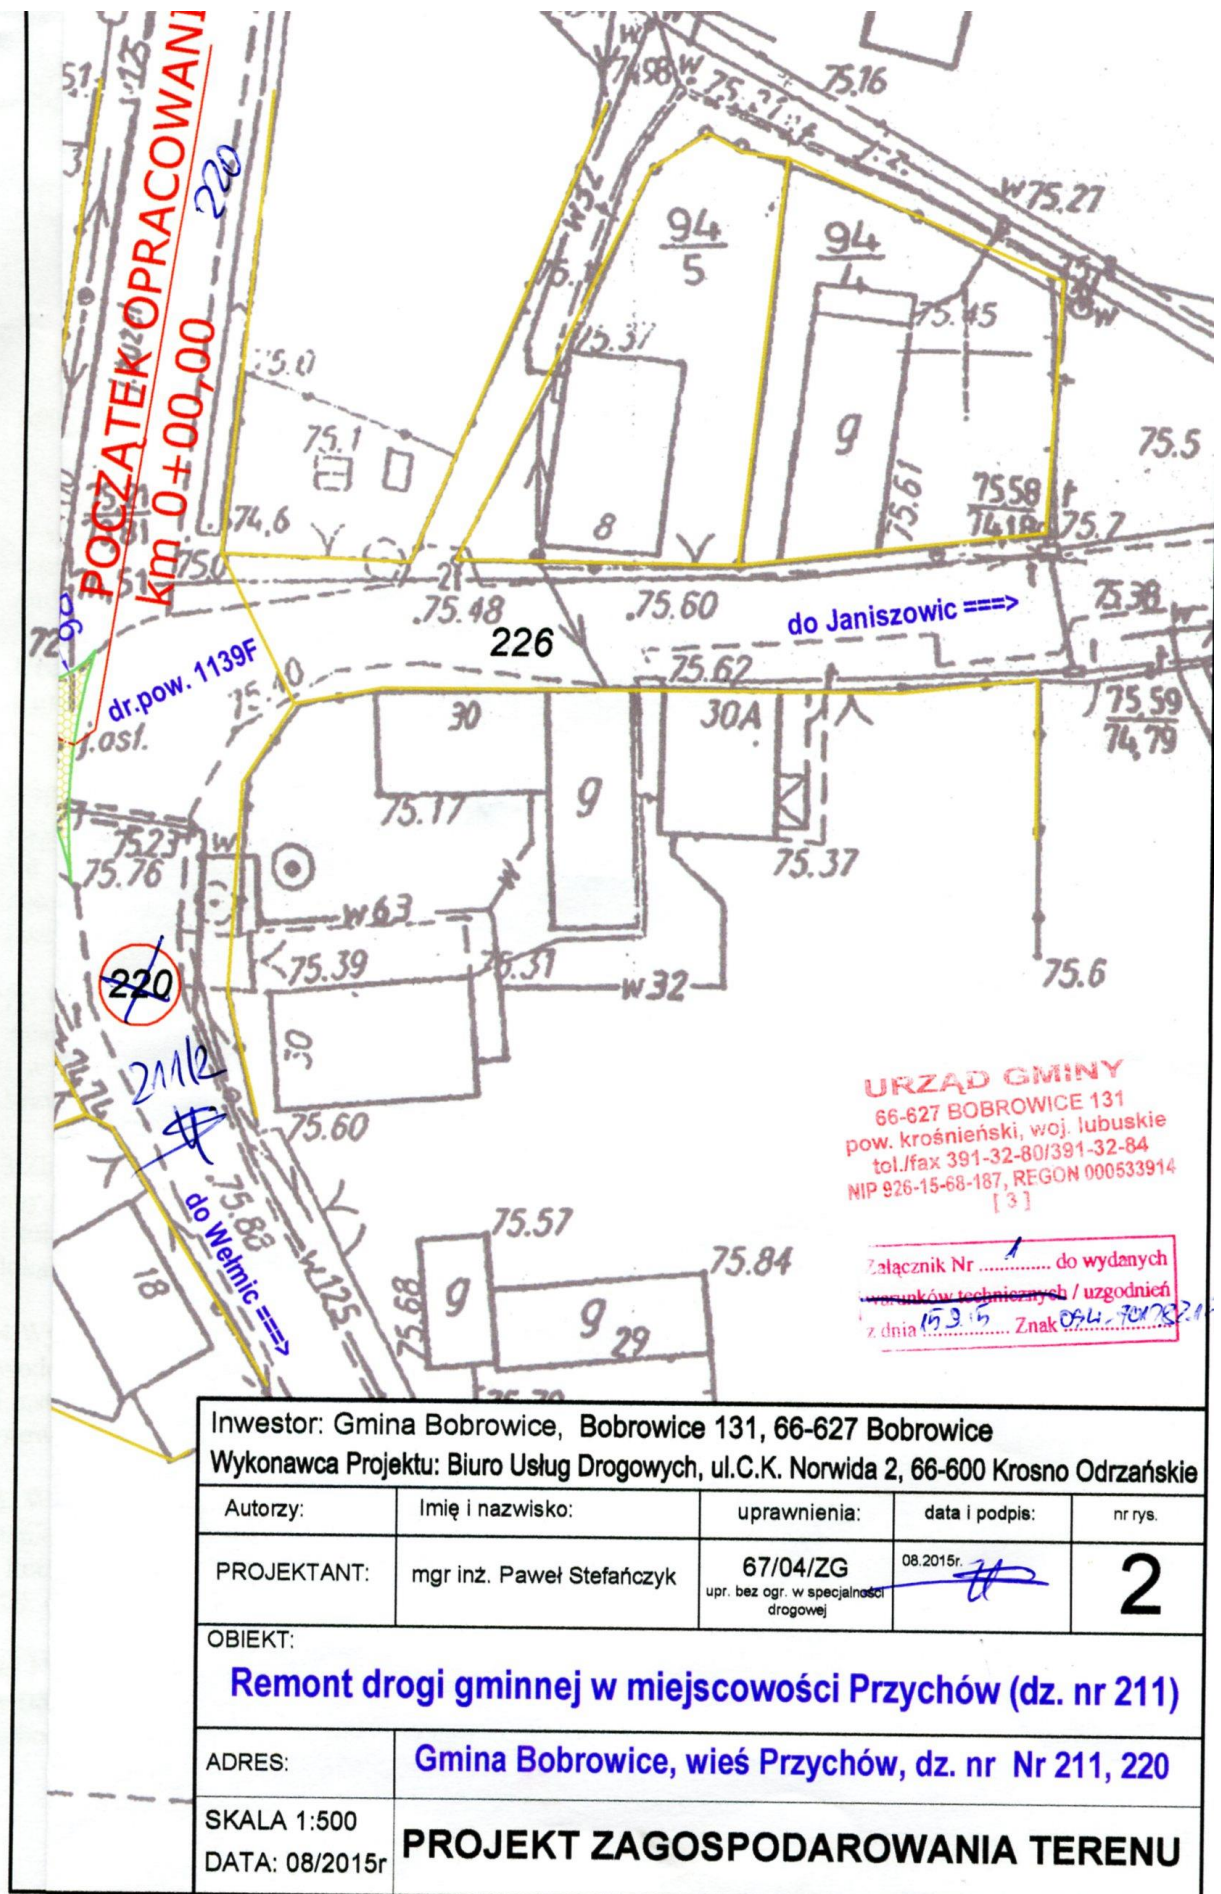 POCZĄTEK OPRACOWANI
km 0+00,00
220
75.16
75.27
94
5
94
75.37
75.45
g
75.61
75.5
75.0
75.1
74.6
8
75.58
75.7
21
75.48
226
75.60
do Janiszowic ===>
75.38
dr.pow. 1139F
75.62
75.59
74,79
30
30A
g
75.17
75.37
75.23
75.76
w
w63
75.39
75.31
w32
75.6
220
211/2
30
75.60
75.83
do Wełmic ===>
w125
18
75.57
75.68
g
75.84
g
29
URZĄD GMINY
66-627 BOBROWICE 131
pow. krośnieński, woj. lubuskie
tol./fax 391-32-80/391-32-84
NIP 926-15-68-187, REGON 000533914
[ 3 ]
Załącznik Nr ....1.... do wydanych
warunków technicznych / uzgodnień
z dnia 15.9.15 Znak
Inwestor: Gmina Bobrowice, Bobrowice 131, 66-627 Bobrowice
Wykonawca Projektu: Biuro Usług Drogowych, ul.C.K. Norwida 2, 66-600 Krosno Odrzańskie
Autorzy: Imię i nazwisko: uprawnienia: data i podpis: nr rys.
PROJEKTANT: mgr inż. Paweł Stefańczyk 67/04/ZG 08.2015r. 2
upr. bez ogr. w specjalności
drogowej
OBIEKT:
Remont drogi gminnej w miejscowości Przychów (dz. nr 211)
ADRES: Gmina Bobrowice, wieś Przychów, dz. nr Nr 211, 220
SKALA 1:500
DATA: 08/2015r
PROJEKT ZAGOSPODAROWANIA TERENU